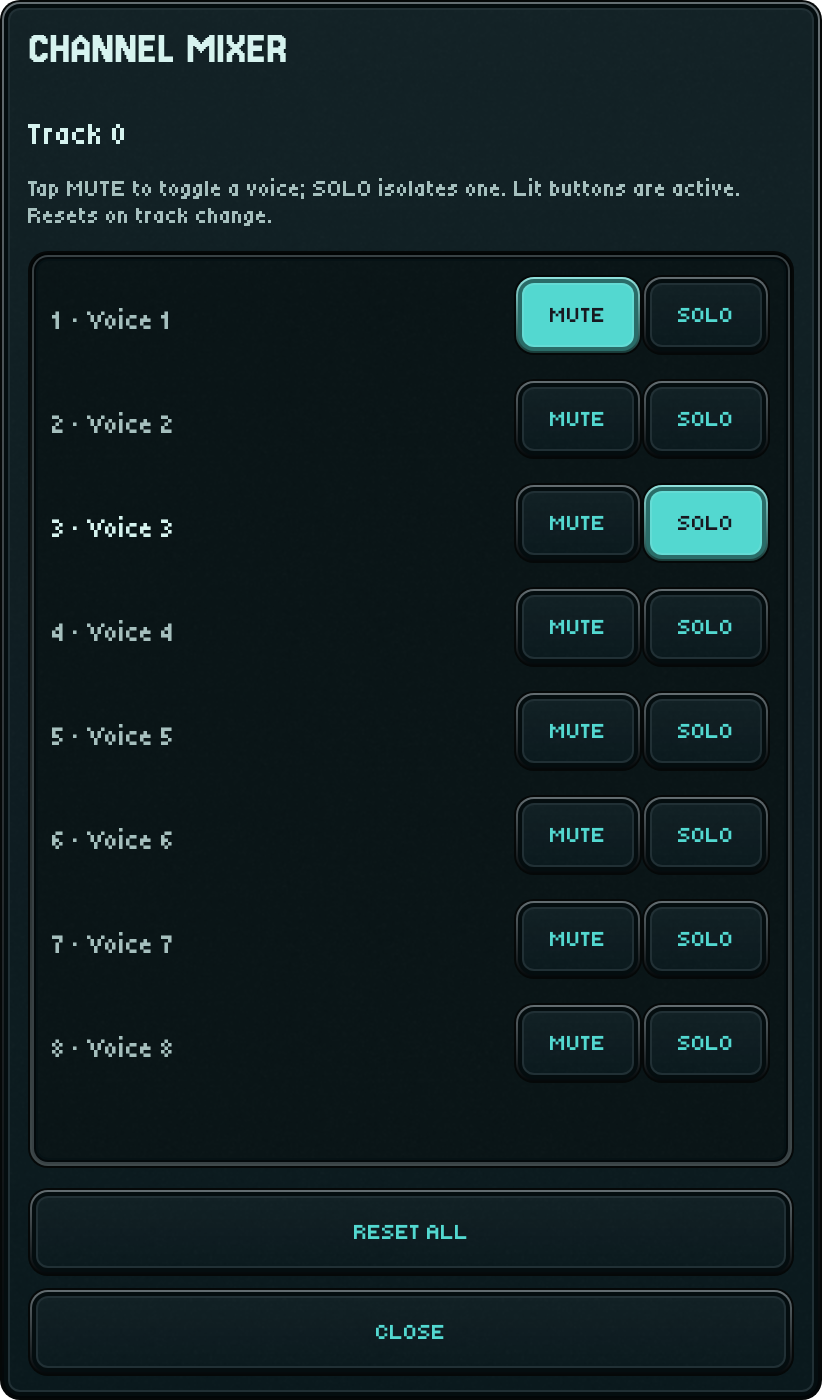 CHANNEL MIXER
Track 0
Tap MUTE to toggle a voice; SOLO isolates one. Lit buttons are active.
Resets on track change.
1 · Voice 1 MUTE SOLO
2 · Voice 2 MUTE SOLO
3 · Voice 3 MUTE SOLO
4 · Voice 4 MUTE SOLO
5 · Voice 5 MUTE SOLO
6 · Voice 6 MUTE SOLO
7 · Voice 7 MUTE SOLO
8 · Voice 8 MUTE SOLO
RESET ALL
CLOSE